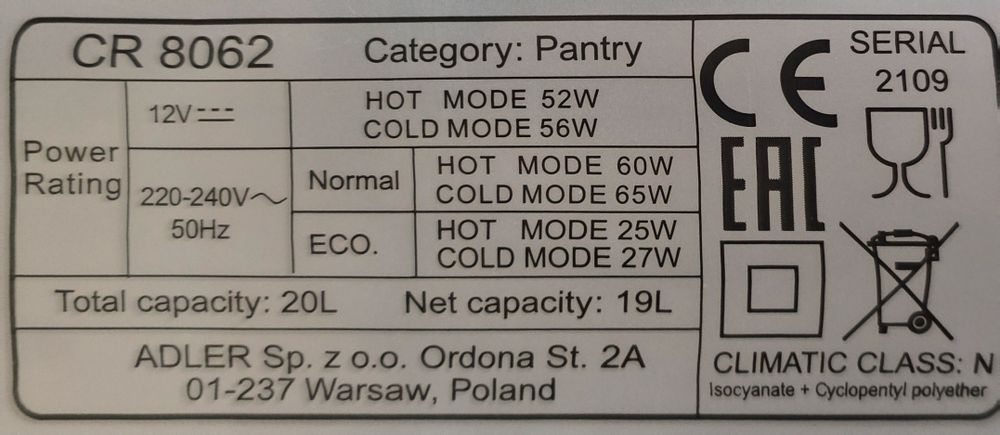 CR 8062 Category: Pantry
Power
Rating
12V
HOT MODE 52W
COLD MODE 56W
220-240V~
50Hz
Normal
HOT MODE 60W
COLD MODE 65W
ECO.
HOT MODE 25W
COLD MODE 27W
Total capacity: 20L Net capacity: 19L
ADLER Sp. z o.o. Ordona St. 2A
01-237 Warsaw, Poland
CE
SERIAL
2109
EAC
CLIMATIC CLASS: N
Isocyanate + Cyclopentyl polyether